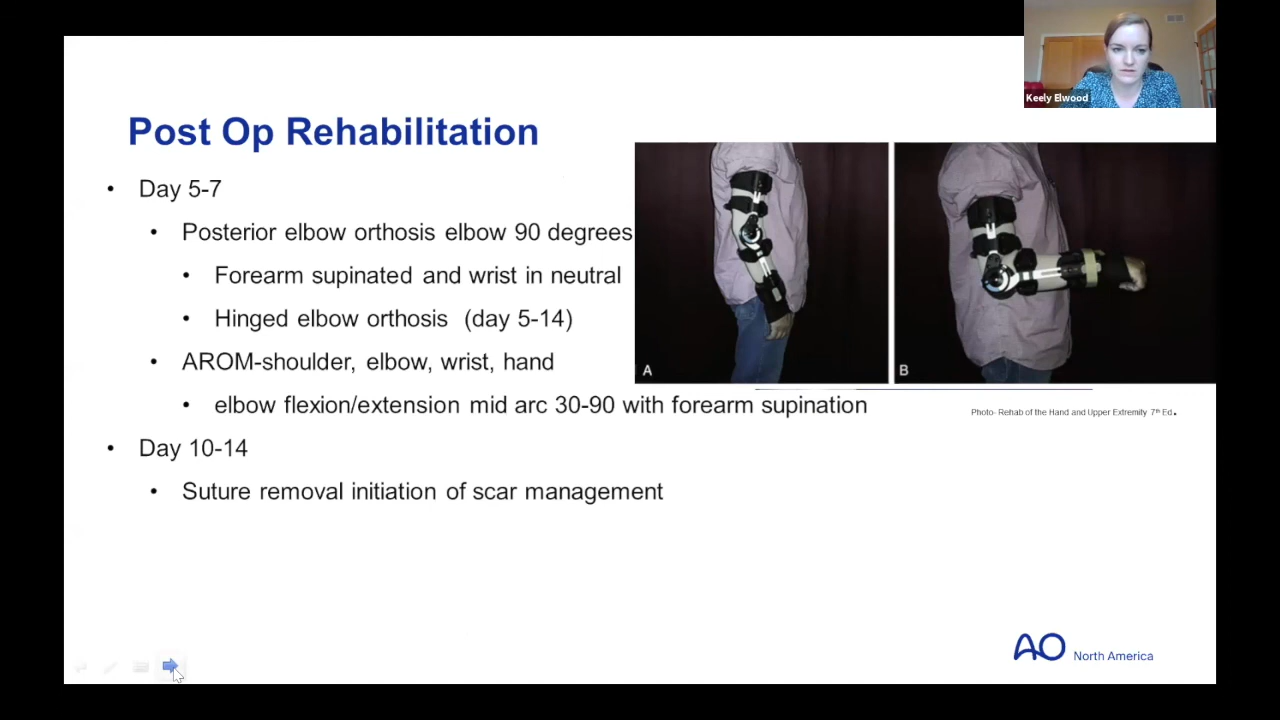 Keely Elwood
Post Op Rehabilitation
• Day 5-7
• Posterior elbow orthosis elbow 90 degrees
• Forearm supinated and wrist in neutral
• Hinged elbow orthosis (day 5-14)
• AROM-shoulder, elbow, wrist, hand
• elbow flexion/extension mid arc 30-90 with forearm supination
• Day 10-14
• Suture removal initiation of scar management
A
B
Photo- Rehab of the Hand and Upper Extremity 7th Ed.
AO North America